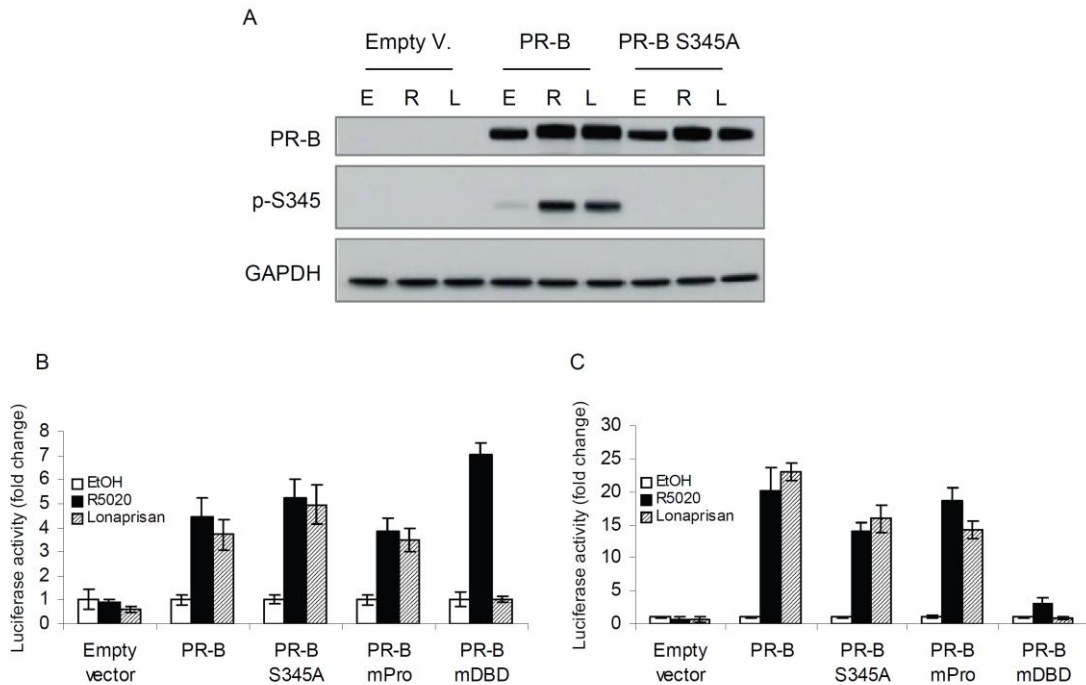 A
Empty V. PR-B PR-B S345A
E R L E R L E R L
PR-B
p-S345
GAPDH
B
Luciferase activity (fold change)
8
7
6
5
4
3
2
1
0
EtOH
R5020
Lonaprisan
Empty vector
PR-B
PR-B S345A
PR-B mPro
PR-B mDBD
C
Luciferase activity (fold change)
30
25
20
15
10
5
0
EtOH
R5020
Lonaprisan
Empty vector
PR-B
PR-B S345A
PR-B mPro
PR-B mDBD